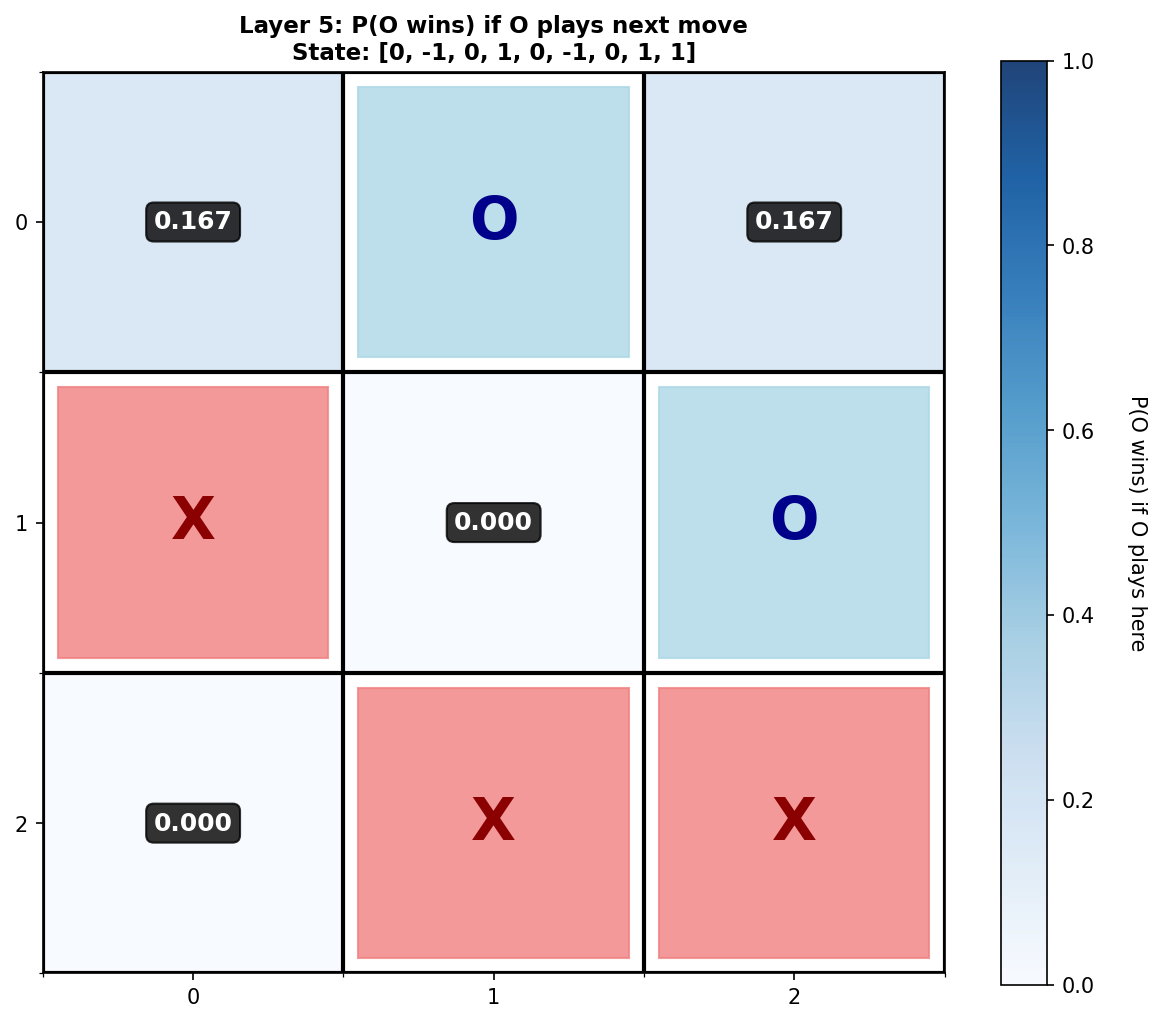 Layer 5: P(O wins) if O plays next move
State: [0, -1, 0, 1, 0, -1, 0, 1, 1]
0
0.167
O
0.167
1
X
0.000
O
2
0.000
X
X
0
1
2
1.0
0.8
0.6
0.4
0.2
0.0
P(O wins) if O plays here